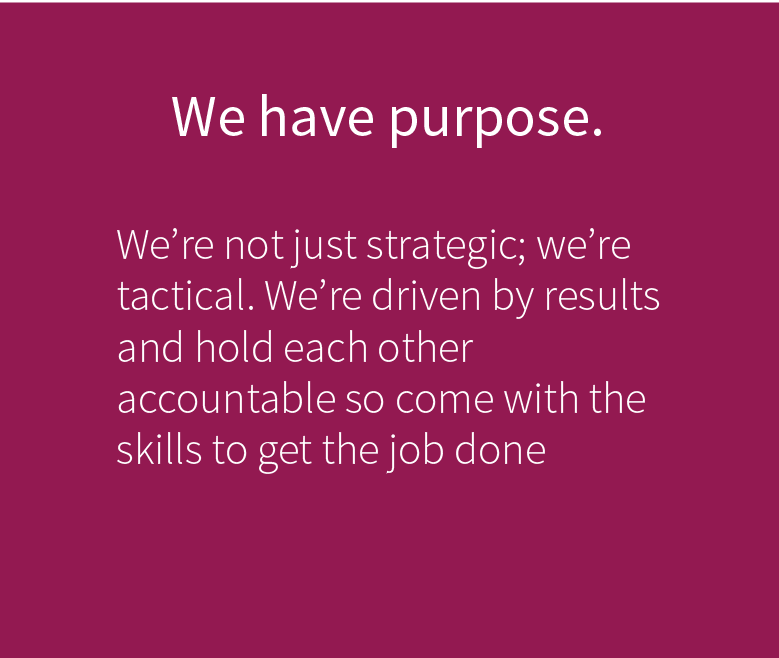 We have purpose.
We’re not just strategic; we’re
tactical. We’re driven by results
and hold each other
accountable so come with the
skills to get the job done